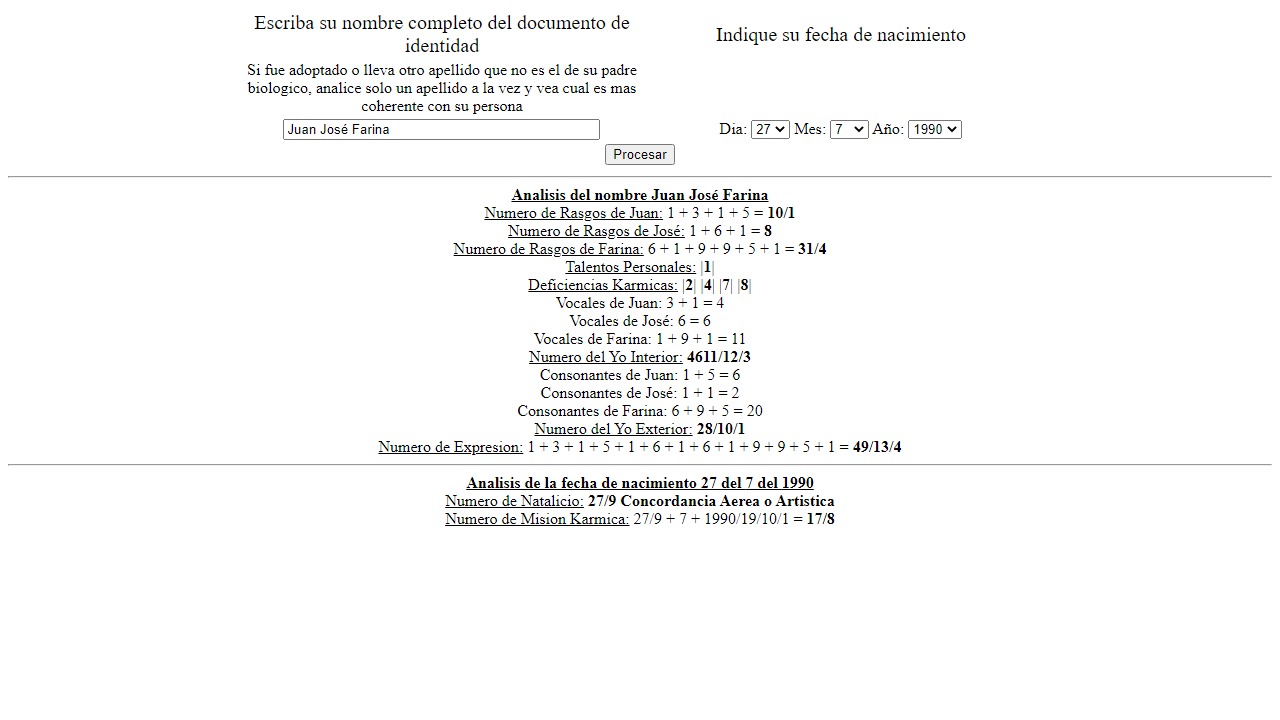 Escriba su nombre completo del documento de
identidad
Indique su fecha de nacimiento
Si fue adoptado o lleva otro apellido que no es el de su padre
biologico, analice solo un apellido a la vez y vea cual es mas
coherente con su persona
Juan José Farina
Dia: 27 Mes: 7 Año: 1990
Procesar
Analisis del nombre Juan José Farina
Numero de Rasgos de Juan: 1 + 3 + 1 + 5 = 10/1
Numero de Rasgos de José: 1 + 6 + 1 = 8
Numero de Rasgos de Farina: 6 + 1 + 9 + 9 + 5 + 1 = 31/4
Talentos Personales: |1|
Deficiencias Karmicas: |2| |4| |7| |8|
Vocales de Juan: 3 + 1 = 4
Vocales de José: 6 = 6
Vocales de Farina: 1 + 9 + 1 = 11
Numero del Yo Interior: 4611/12/3
Consonantes de Juan: 1 + 5 = 6
Consonantes de José: 1 + 1 = 2
Consonantes de Farina: 6 + 9 + 5 = 20
Numero del Yo Exterior: 28/10/1
Numero de Expresion: 1 + 3 + 1 + 5 + 1 + 6 + 1 + 6 + 1 + 9 + 9 + 5 + 1 = 49/13/4
Analisis de la fecha de nacimiento 27 del 7 del 1990
Numero de Natalicio: 27/9 Concordancia Aerea o Artistica
Numero de Mision Karmica: 27/9 + 7 + 1990/19/10/1 = 17/8